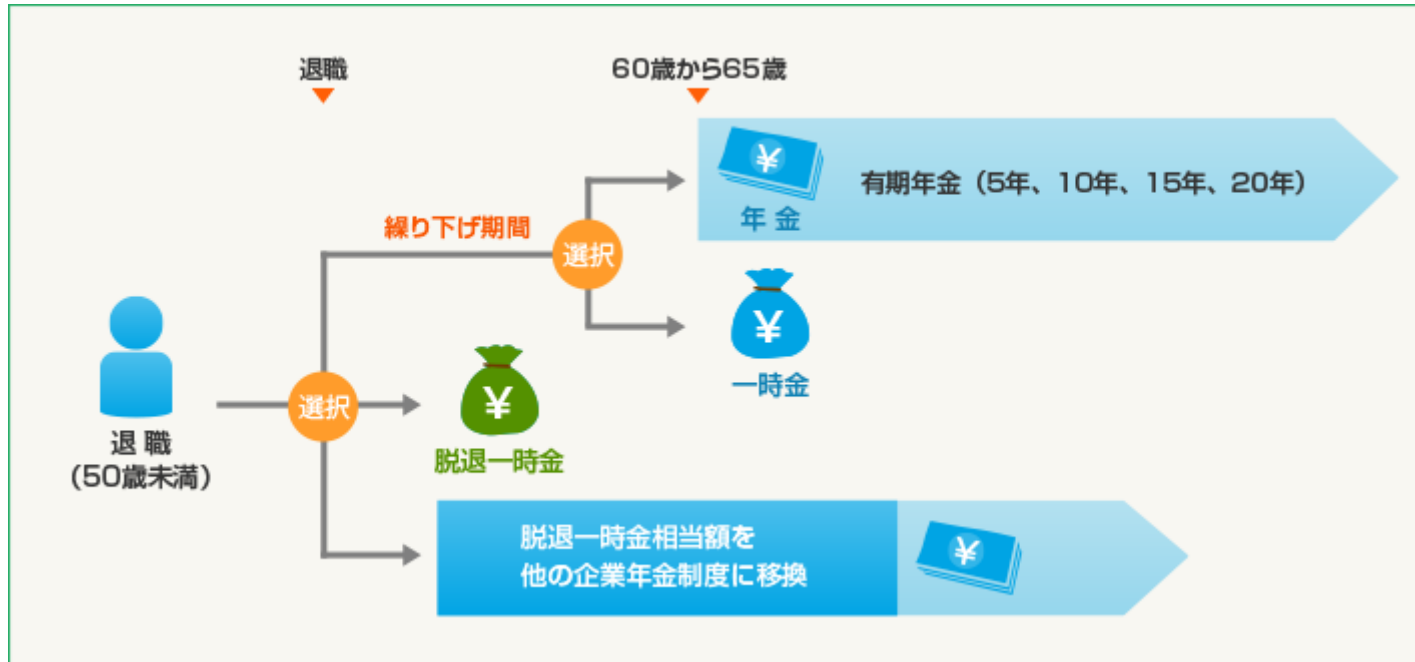 退職
60歳から65歳
¥
有期年金（5年、10年、15年、20年）
年 金
繰り下げ期間
選択
¥
一時金
選択
¥
退 職
(50歳未満)
脱退一時金
脱退一時金相当額を
他の企業年金制度に移換
¥